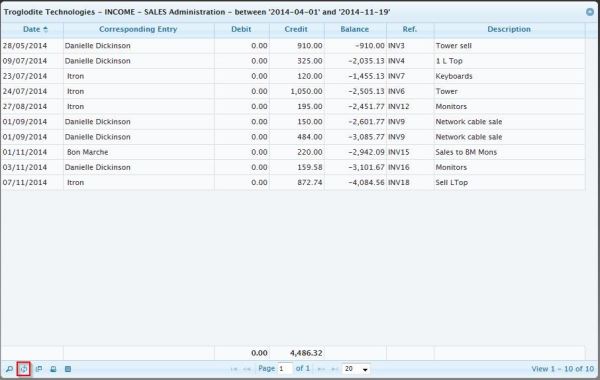 Troglodite Technologies - INCOME - SALES Administration - between '2014-04-01' and '2014-11-19'
Date Corresponding Entry Debit Credit Balance Ref. Description
28/05/2014 Danielle Dickinson 0.00 910.00 -910.00 INV3 Tower sell
09/07/2014 Danielle Dickinson 0.00 325.00 -2,035.13 INV4 1 L Top
23/07/2014 Itron 0.00 120.00 -1,455.13 INV7 Keyboards
24/07/2014 Itron 0.00 1,050.00 -2,505.13 INV6 Tower
27/08/2014 Itron 0.00 195.00 -2,451.77 INV12 Monitors
01/09/2014 Danielle Dickinson 0.00 150.00 -2,601.77 INV9 Network cable sale
01/09/2014 Danielle Dickinson 0.00 484.00 -3,085.77 INV9 Network cable sale
01/11/2014 Bon Marche 0.00 220.00 -2,942.09 INV15 Sales to BM Mons
03/11/2014 Danielle Dickinson 0.00 159.58 -3,101.67 INV16 Monitors
07/11/2014 Itron 0.00 872.74 -4,084.56 INV18 Sell LTop
0.00 4,486.32
Page 1 of 1 20 View 1 - 10 of 10